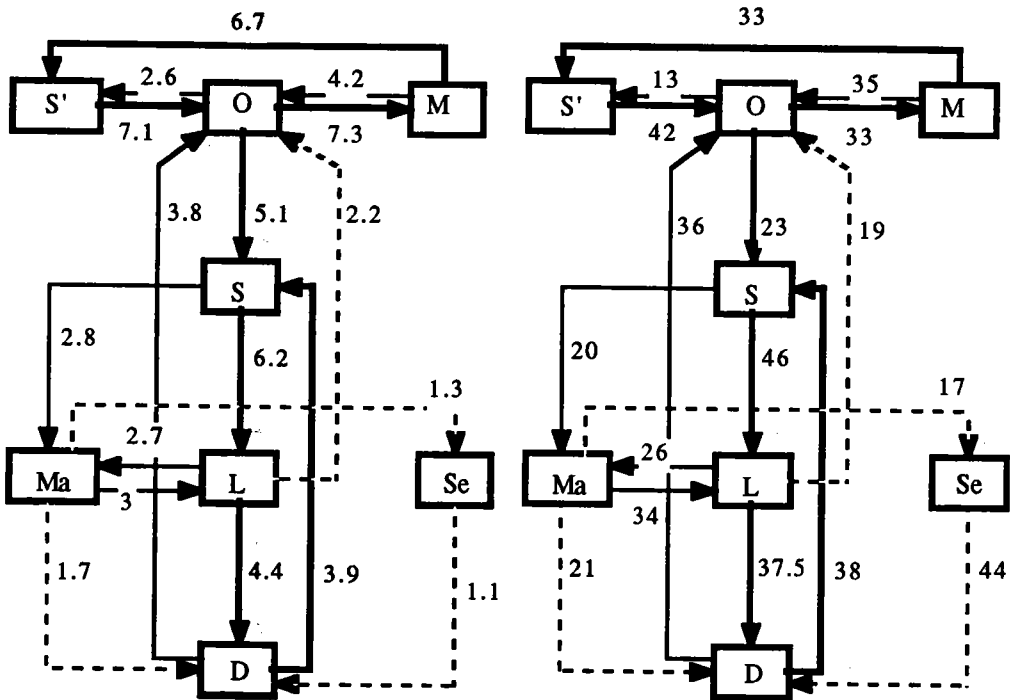 6.7 33
2.6 4.2 13 35
S' O M S' O M
7.1 7.3 42 33
3.8 5.1 2.2 36 23 19
S S
2.8 6.2 20 46
1.3 17
2.7 26
Ma L Se Ma L Se
3 34
1.7 4.4 3.9 1.1 21 37.5 38 44
D D